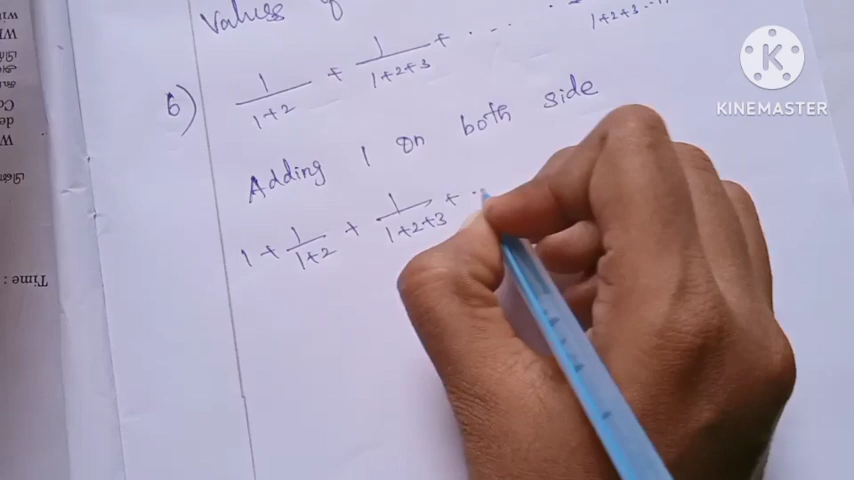 Values of
6) 1/1+2 + 1/1+2+3 + ......
1+2+3...
Adding 1 on both side
1 + 1/1+2 + 1/1+2+3 + ..
KINEMASTER
Time :